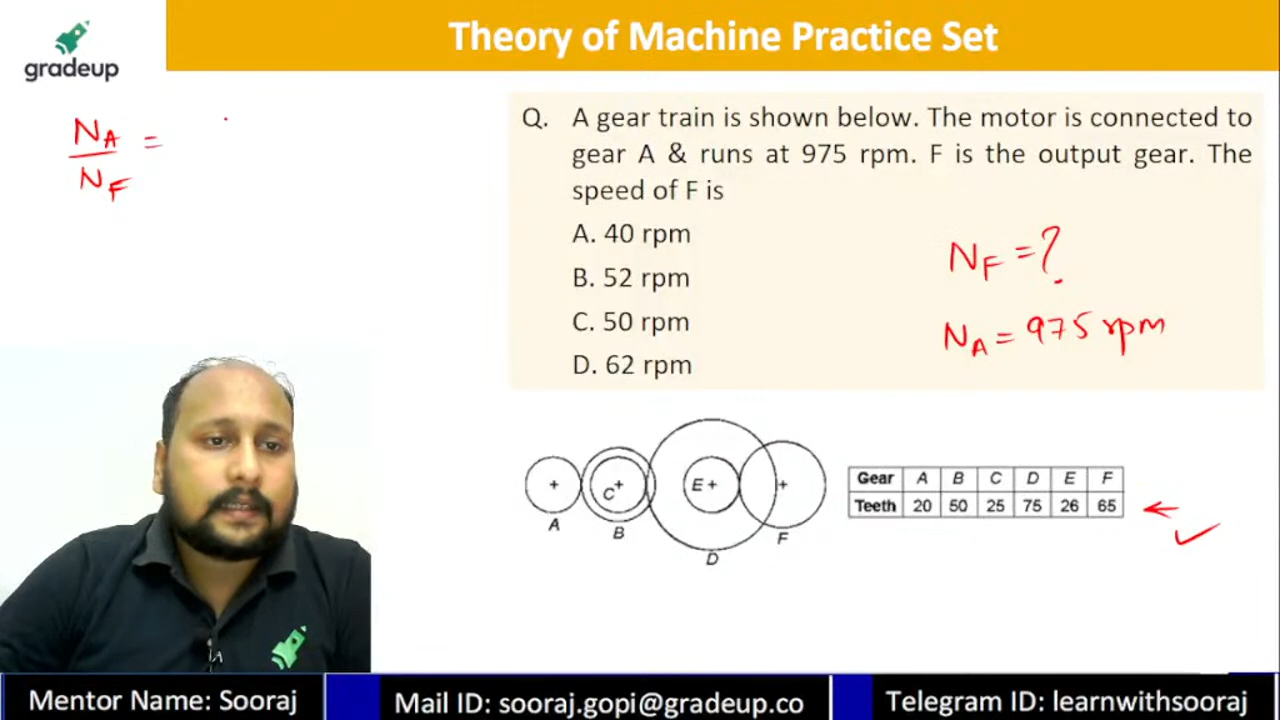 Theory of Machine Practice Set
gradeup
N_A / N_F =
Q. A gear train is shown below. The motor is connected to
gear A & runs at 975 rpm. F is the output gear. The
speed of F is
A. 40 rpm
B. 52 rpm
C. 50 rpm
D. 62 rpm
N_F = ?
N_A = 975 rpm
A
C
B
E
D
F
Gear A B C D E F
Teeth 20 50 25 75 26 65
Mentor Name: Sooraj
Mail ID: sooraj.gopi@gradeup.co
Telegram ID: learnwithsooraj